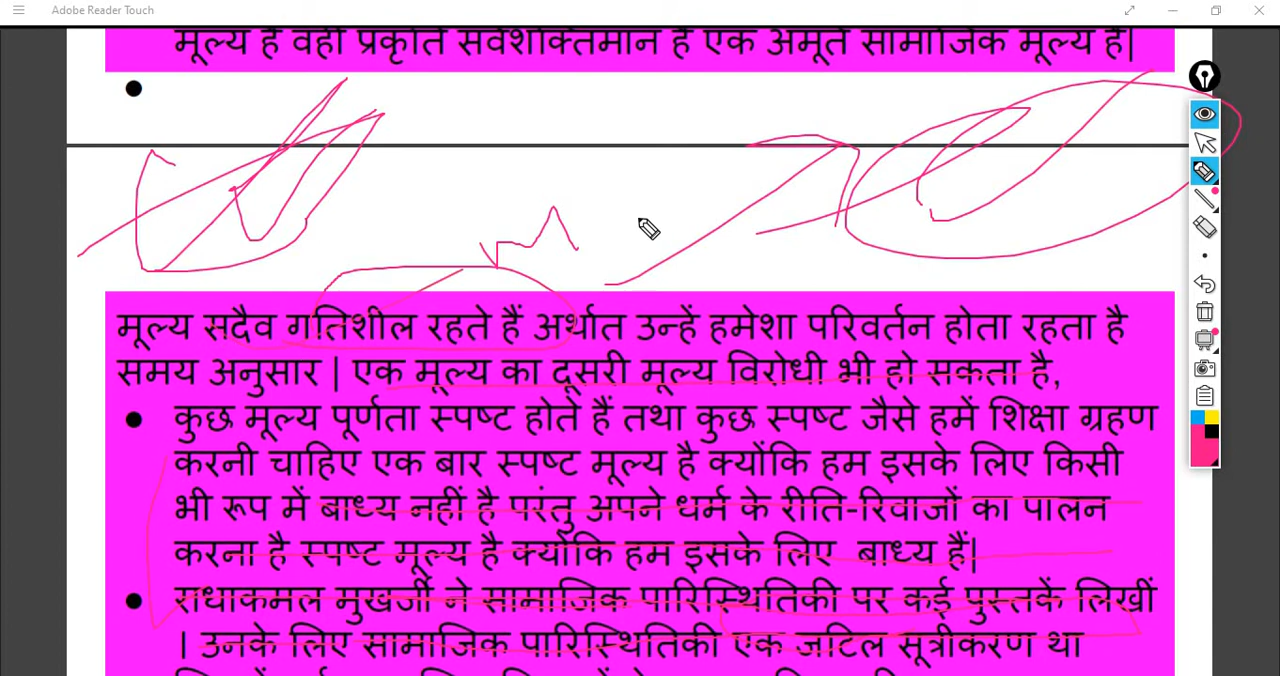 Adobe Reader Touch
मूल्य है वही प्रकृति सर्वशक्तिमान है एक अमूर्त सामाजिक मूल्य है|
मूल्य सदैव गतिशील रहते हैं अर्थात उन्हें हमेशा परिवर्तन होता रहता है
समय अनुसार | एक मूल्य का दूसरी मूल्य विरोधी भी हो सकता है,
● कुछ मूल्य पूर्णता स्पष्ट होते हैं तथा कुछ स्पष्ट जैसे हमें शिक्षा ग्रहण
करनी चाहिए एक बार स्पष्ट मूल्य है क्योंकि हम इसके लिए किसी
भी रूप में बाध्य नहीं है परंतु अपने धर्म के रीति-रिवाजों का पालन
करना है स्पष्ट मूल्य है क्योंकि हम इसके लिए बाध्य हैं|
● राधाकमल मुखर्जी ने सामाजिक पारिस्थितिकी पर कई पुस्तकें लिखीं
| उनके लिए सामाजिक पारिस्थितिकी एक जटिल सूत्रीकरण था